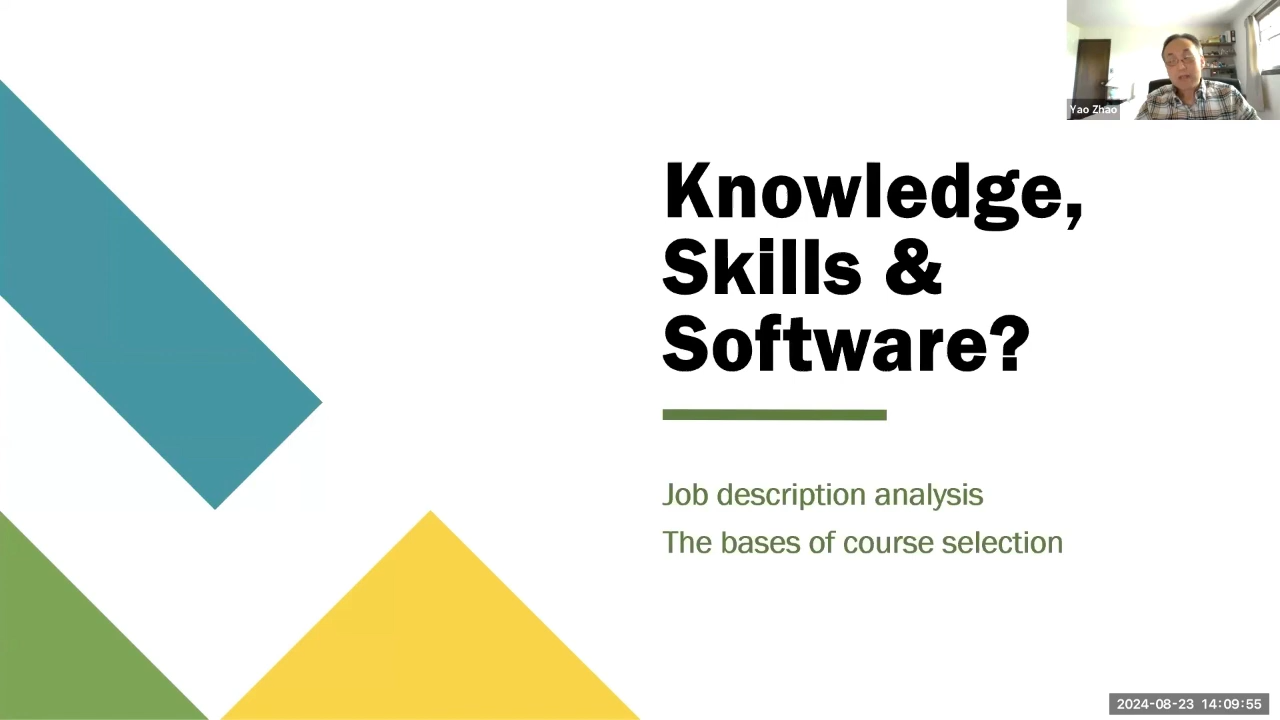 Yao Zhao
Knowledge,
Skills &
Software?
Job description analysis
The bases of course selection
2024-08-23 14:09:55